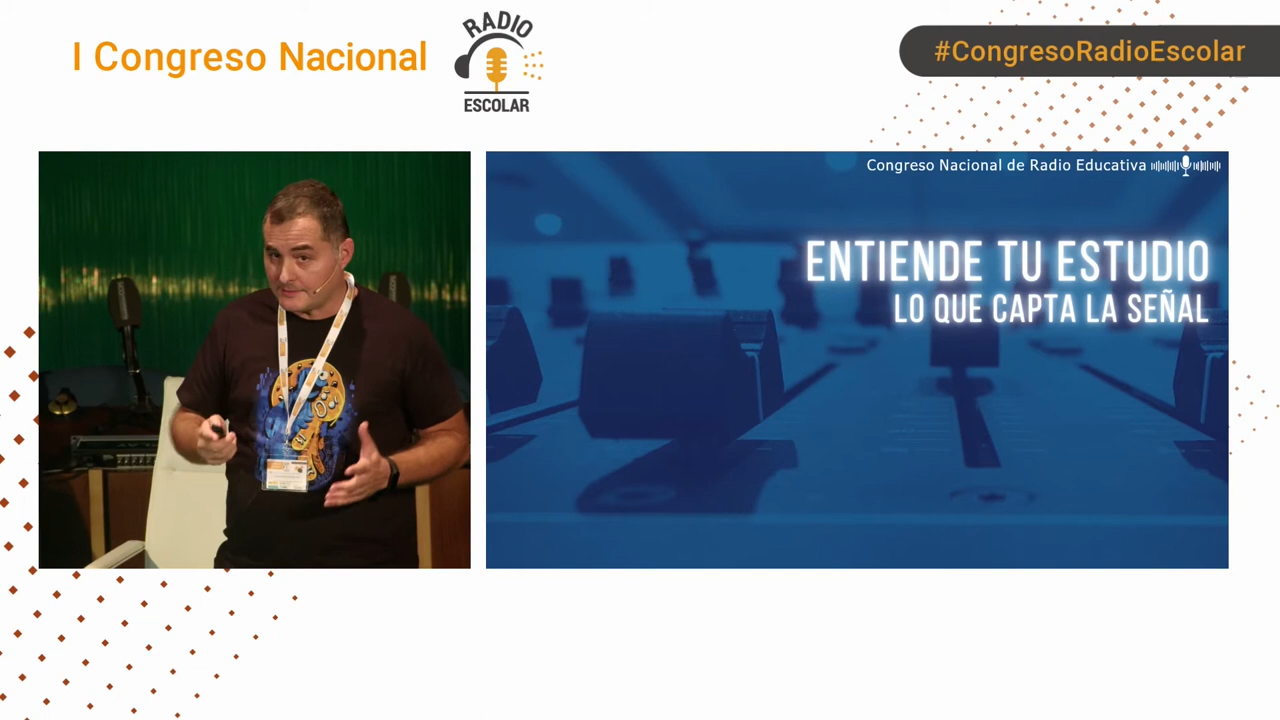 I Congreso Nacional
RADIO
ESCOLAR
#CongresoRadioEscolar
Congreso Nacional de Radio Educativa
ENTIENDE TU ESTUDIO
LO QUE CAPTA LA SEÑAL